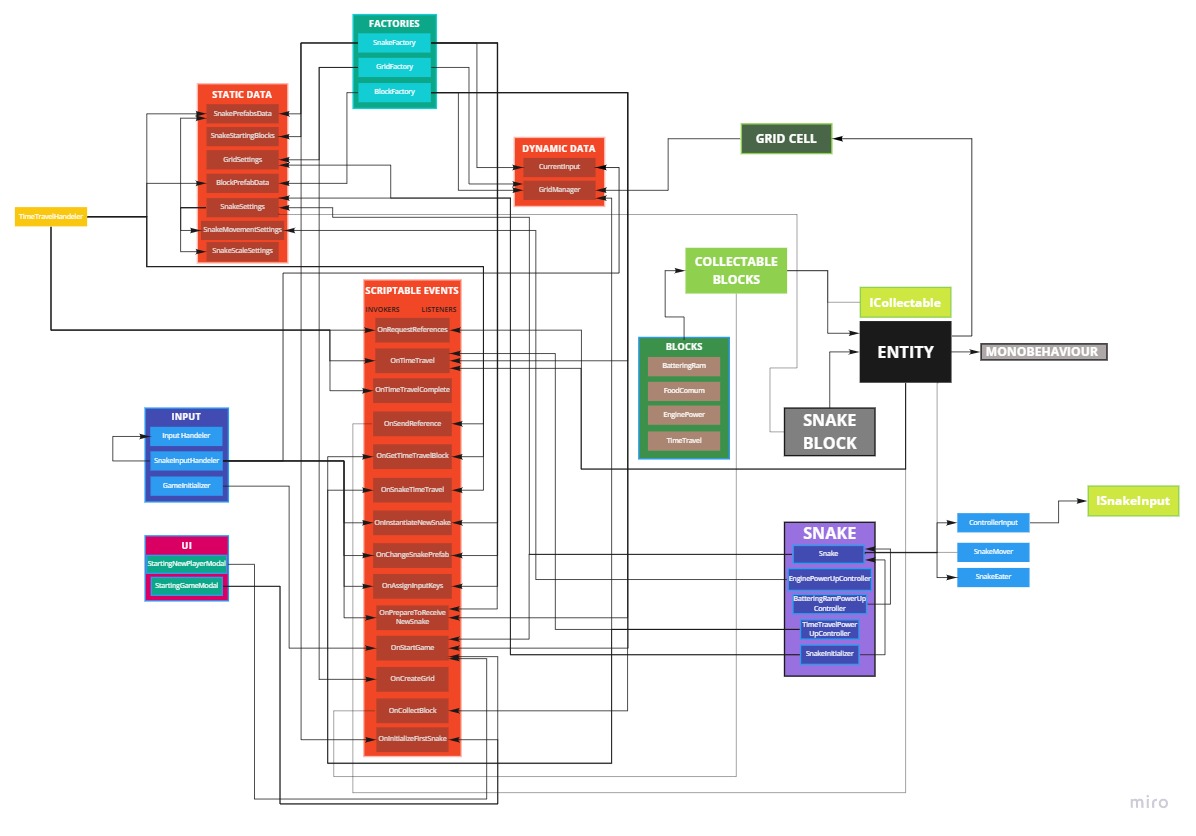 FACTORIES
SnakeFactory
GridFactory
BlockFactory
STATIC DATA
SnakePrefabsData
SnakeStartingBlocks
GridSettings
BlockPrefabData
SnakeSettings
SnakeMovementSettings
SnakeScaleSettings
DYNAMIC DATA
CurrentInput
GridManager
GRID CELL
TimeTravelHandeler
COLLECTABLE
BLOCKS
ICollectable
ENTITY
MONOBEHAVIOUR
SCRIPTABLE EVENTS
INVOKERS LISTENERS
OnRequestReferences
OnTimeTravel
OnTimeTravelComplete
OnSendReference
OnGetTimeTravelBlock
OnSnakeTimeTravel
OnInstantiateNewSnake
OnChangeSnakePrefab
OnAssignInputKeys
OnPrepareToReceive
NewSnake
OnStartGame
OnCreateGrid
OnCollectBlock
OnInitializeFirstSnake
BLOCKS
BatteringRam
FoodComum
EnginePower
TimeTravel
SNAKE
BLOCK
INPUT
Input Handeler
SnakeInputHandeler
GameInitializer
UI
StartingNewPlayerModal
StartingGameModal
SNAKE
Snake
EnginePowerUpController
BatteringRamPowerUp
Controller
TimeTravelPower
UpController
SnakeInitializer
ControllerInput
SnakeMover
SnakeEater
ISnakeInput
miro